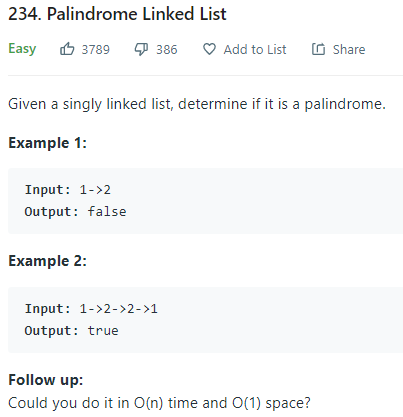 234. Palindrome Linked List
Easy 3789 386 Add to List Share
Given a singly linked list, determine if it is a palindrome.
Example 1:
Input: 1->2
Output: false
Example 2:
Input: 1->2->2->1
Output: true
Follow up:
Could you do it in O(n) time and O(1) space?